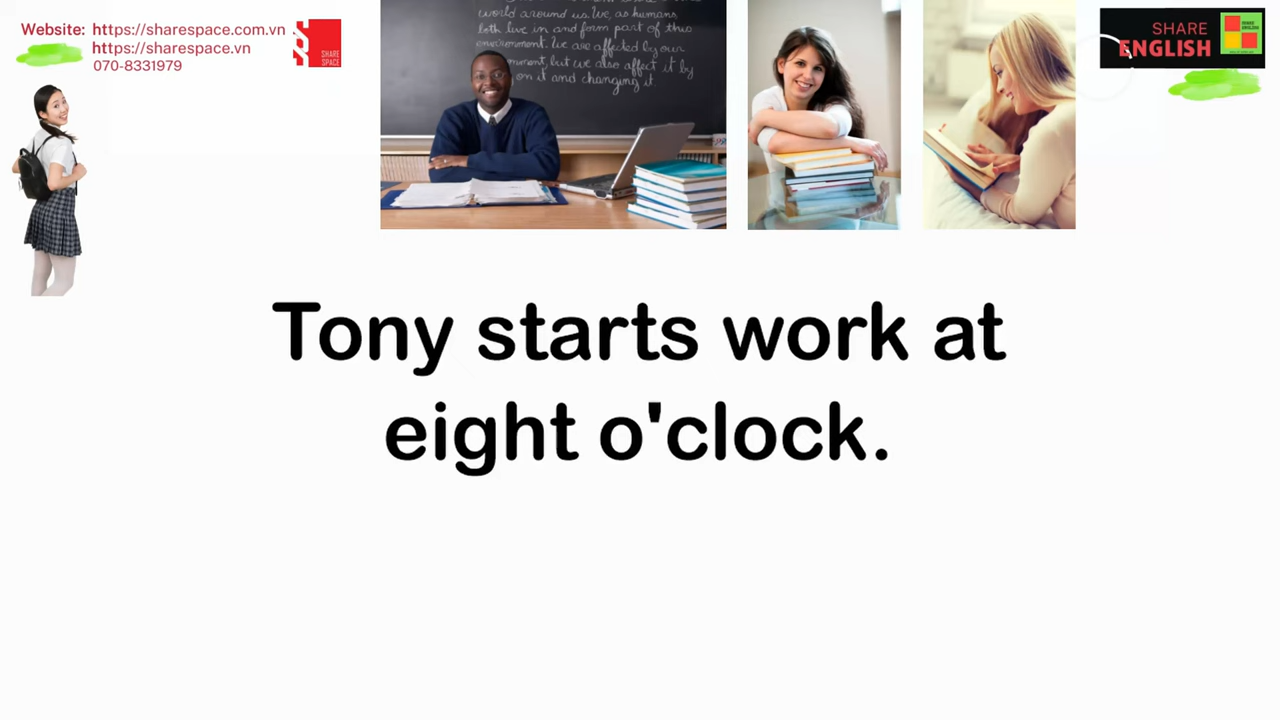 Website: https://sharespace.com.vn
https://sharespace.vn
070-8331979
SHARE
SPACE
world around us. We, as humans,
both live in and form part of this
environment. We are affected by our
but we also affect it by
on it and changing it.
SHARE
ENGLISH
Tony starts work at
eight o'clock.